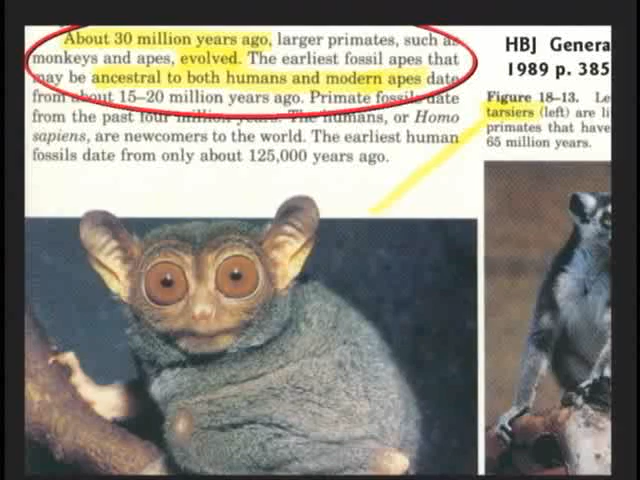 About 30 million years ago, larger primates, such as
monkeys and apes, evolved. The earliest fossil apes that
may be ancestral to both humans and modern apes date
from about 15–20 million years ago. Primate fossils date
from the past four million years. The humans, or Homo
sapiens, are newcomers to the world. The earliest human
fossils date from only about 125,000 years ago.
HBJ Genera
1989 p. 385
Figure 18–13. Le
tarsiers (left) are li
primates that have
65 million years.